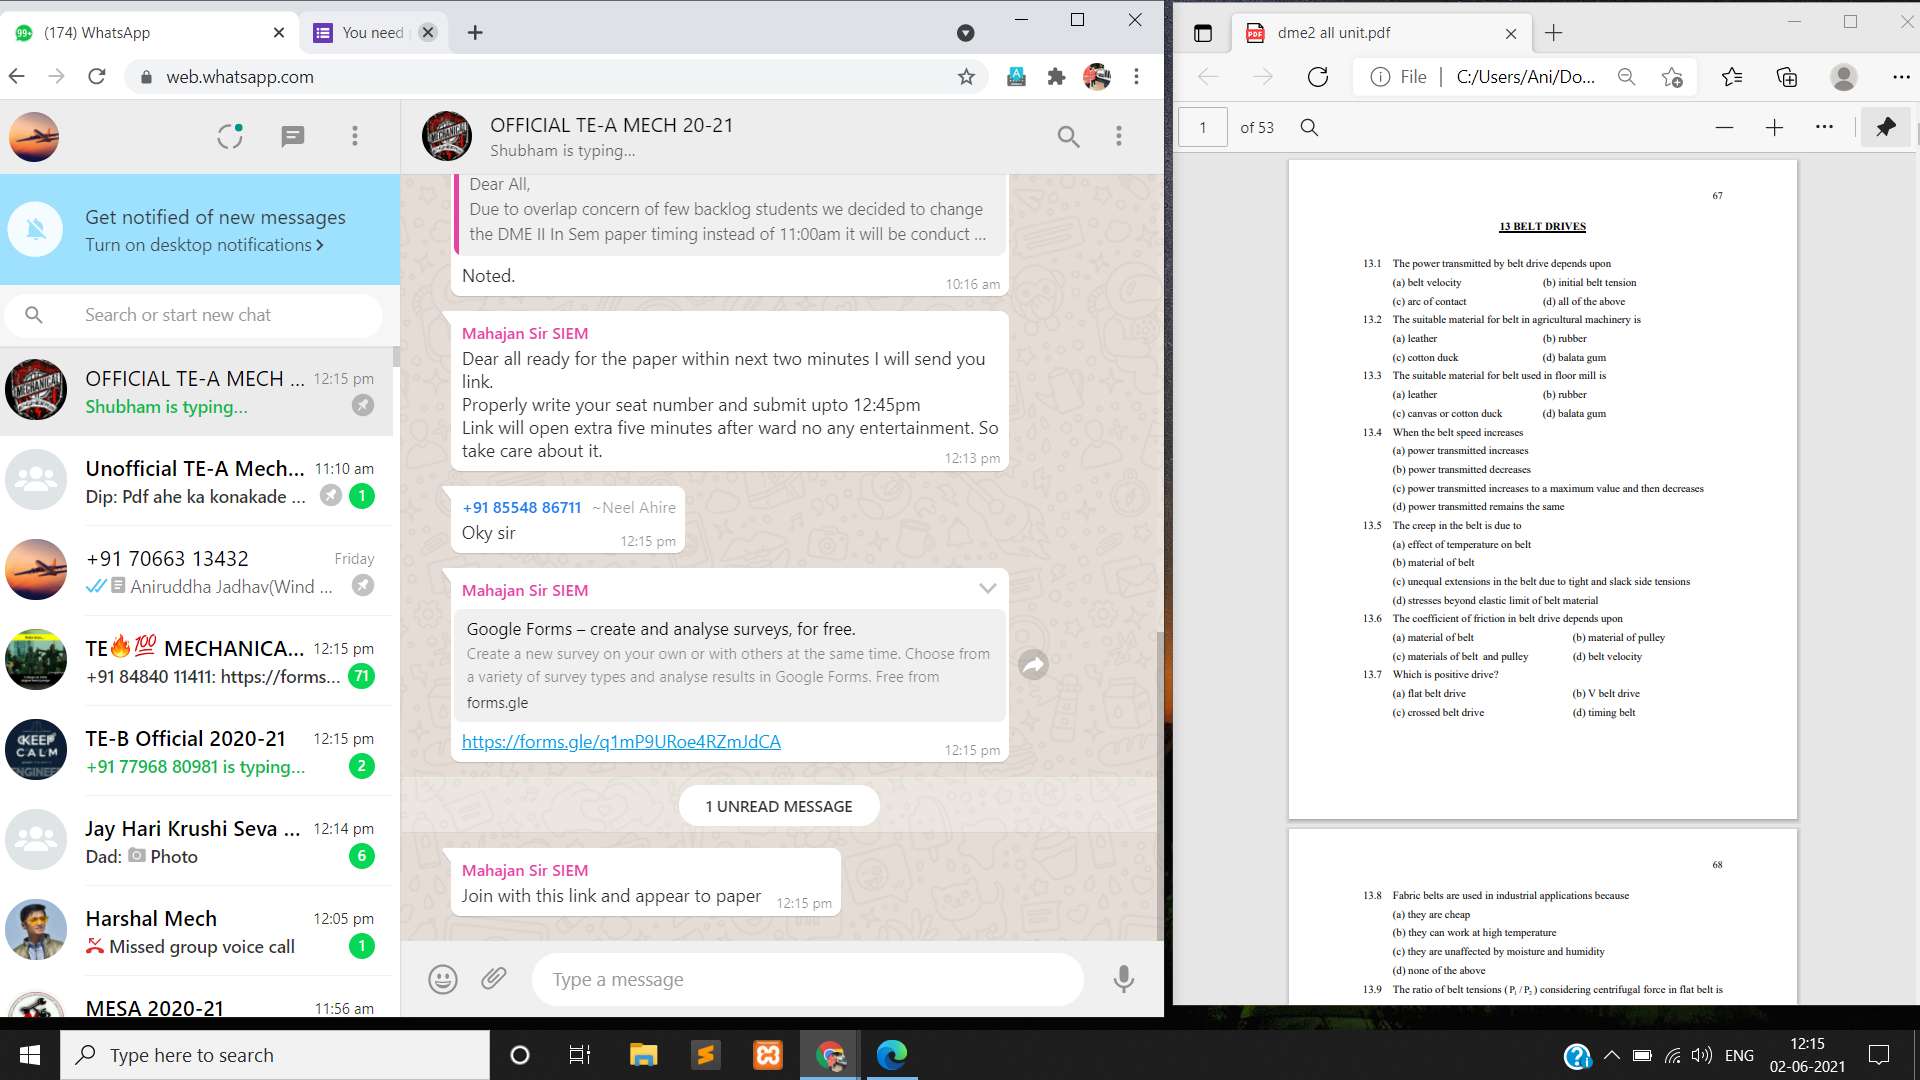 (174) WhatsApp
You need
web.whatsapp.com
OFFICIAL TE-A MECH 20-21
Shubham is typing...
Get notified of new messages
Turn on desktop notifications
Search or start new chat
OFFICIAL TE-A MECH ... 12:15 pm
Shubham is typing...
Unofficial TE-A Mech... 11:10 am
Dip: Pdf ahe ka konakade ... 1
+91 70663 13432 Friday
Aniruddha Jadhav(Wind ...
TE🔥💯 MECHANICA... 12:15 pm
+91 84840 11411: https://forms... 71
TE-B Official 2020-21 12:15 pm
+91 77968 80981 is typing... 2
Jay Hari Krushi Seva ... 12:14 pm
Dad: Photo 6
Harshal Mech 12:05 pm
Missed group voice call 1
MESA 2020-21 11:56 am
KEEP
CALM
Dear All,
Due to overlap concern of few backlog students we decided to change
the DME II In Sem paper timing instead of 11:00am it will be conduct ...
Noted.
10:16 am
Mahajan Sir SIEM
Dear all ready for the paper within next two minutes I will send you
link.
Properly write your seat number and submit upto 12:45pm
Link will open extra five minutes after ward no any entertainment. So
take care about it.
12:13 pm
+91 85548 86711 ~Neel Ahire
Oky sir
12:15 pm
Mahajan Sir SIEM
Google Forms – create and analyse surveys, for free.
Create a new survey on your own or with others at the same time. Choose from
a variety of survey types and analyse results in Google Forms. Free from
forms.gle
https://forms.gle/q1mP9URoe4RZmJdCA
12:15 pm
1 UNREAD MESSAGE
Mahajan Sir SIEM
Join with this link and appear to paper 12:15 pm
Type a message
dme2 all unit.pdf
File | C:/Users/Ani/Do...
1 of 53
67
13 BELT DRIVES
13.1 The power transmitted by belt drive depends upon
(a) belt velocity (b) initial belt tension
(c) arc of contact (d) all of the above
13.2 The suitable material for belt in agricultural machinery is
(a) leather (b) rubber
(c) cotton duck (d) balata gum
13.3 The suitable material for belt used in floor mill is
(a) leather (b) rubber
(c) canvas or cotton duck (d) balata gum
13.4 When the belt speed increases
(a) power transmitted increases
(b) power transmitted decreases
(c) power transmitted increases to a maximum value and then decreases
(d) power transmitted remains the same
13.5 The creep in the belt is due to
(a) effect of temperature on belt
(b) material of belt
(c) unequal extensions in the belt due to tight and slack side tensions
(d) stresses beyond elastic limit of belt material
13.6 The coefficient of friction in belt drive depends upon
(a) material of belt (b) material of pulley
(c) materials of belt and pulley (d) belt velocity
13.7 Which is positive drive?
(a) flat belt drive (b) V belt drive
(c) crossed belt drive (d) timing belt
68
13.8 Fabric belts are used in industrial applications because
(a) they are cheap
(b) they can work at high temperature
(c) they are unaffected by moisture and humidity
(d) none of the above
13.9 The ratio of belt tensions (P₁ / P₂) considering centrifugal force in flat belt is
Type here to search
ENG
12:15
02-06-2021